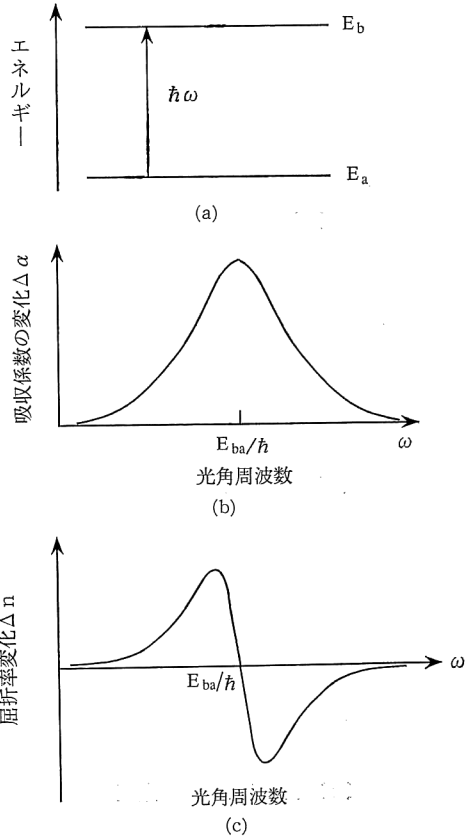 エネルギー
E_b
ħω
E_a
(a)
吸収係数の変化Δα
E_ba/ħ
ω
光角周波数
(b)
屈折率変化Δn
ω
E_ba/ħ
光角周波数
(c)